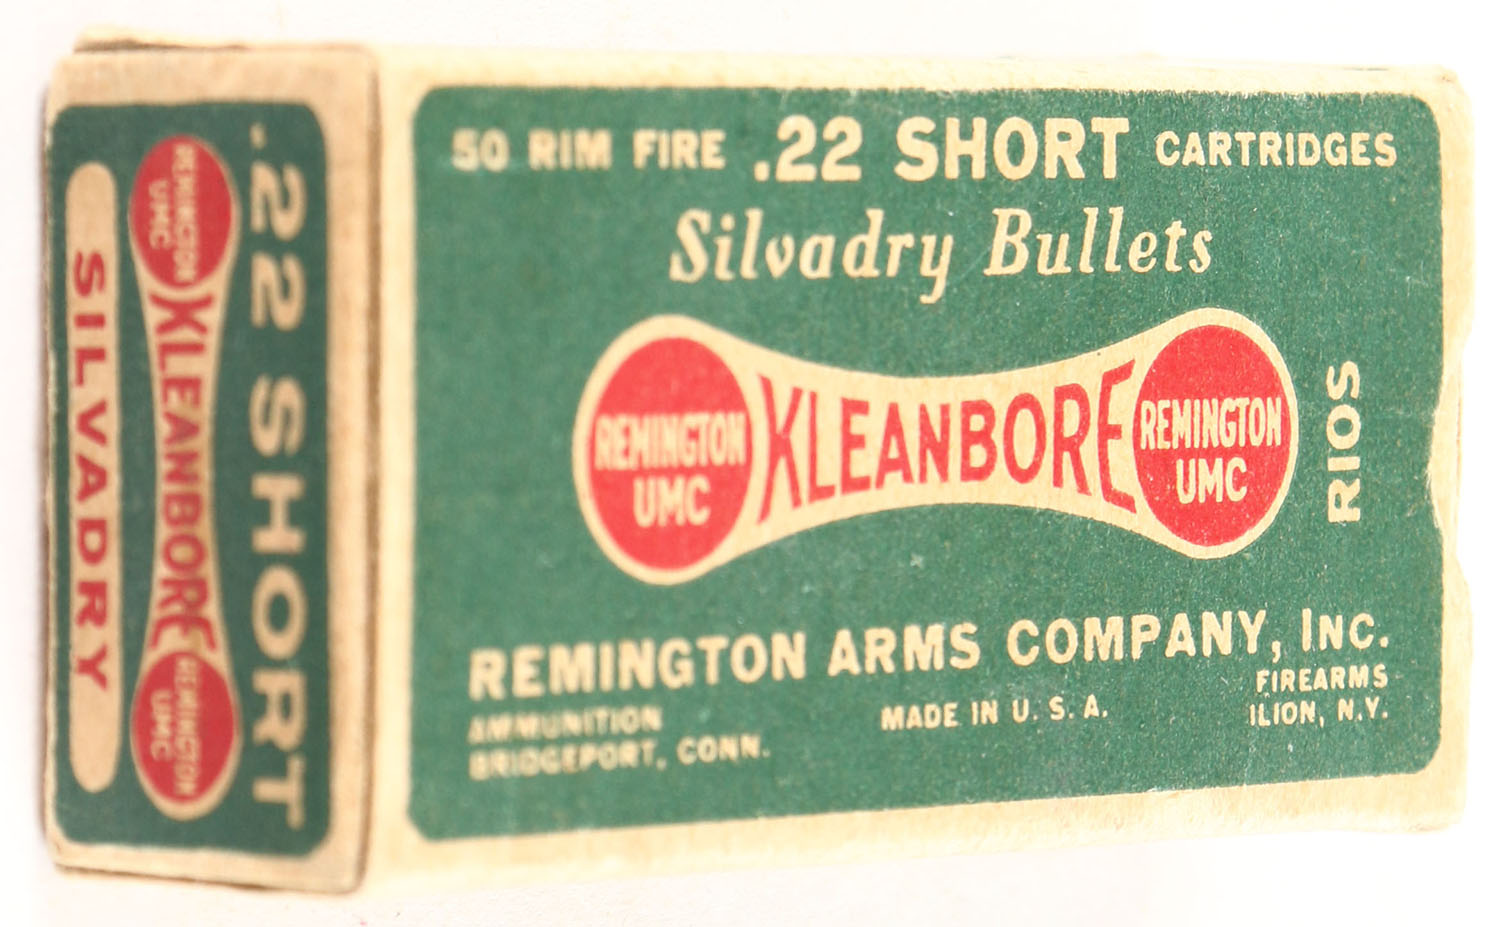 50 RIM FIRE .22 SHORT CARTRIDGES
Silvadry Bullets
REMINGTON
UMC
KLEANBORE
REMINGTON
UMC
RIOS
REMINGTON ARMS COMPANY, INC.
AMMUNITION
BRIDGEPORT, CONN.
MADE IN U. S. A.
FIREARMS
ILION, N.Y.
.22 SHORT
REMINGTON
UMC
KLEANBORE
REMINGTON
UMC
SILVADRY